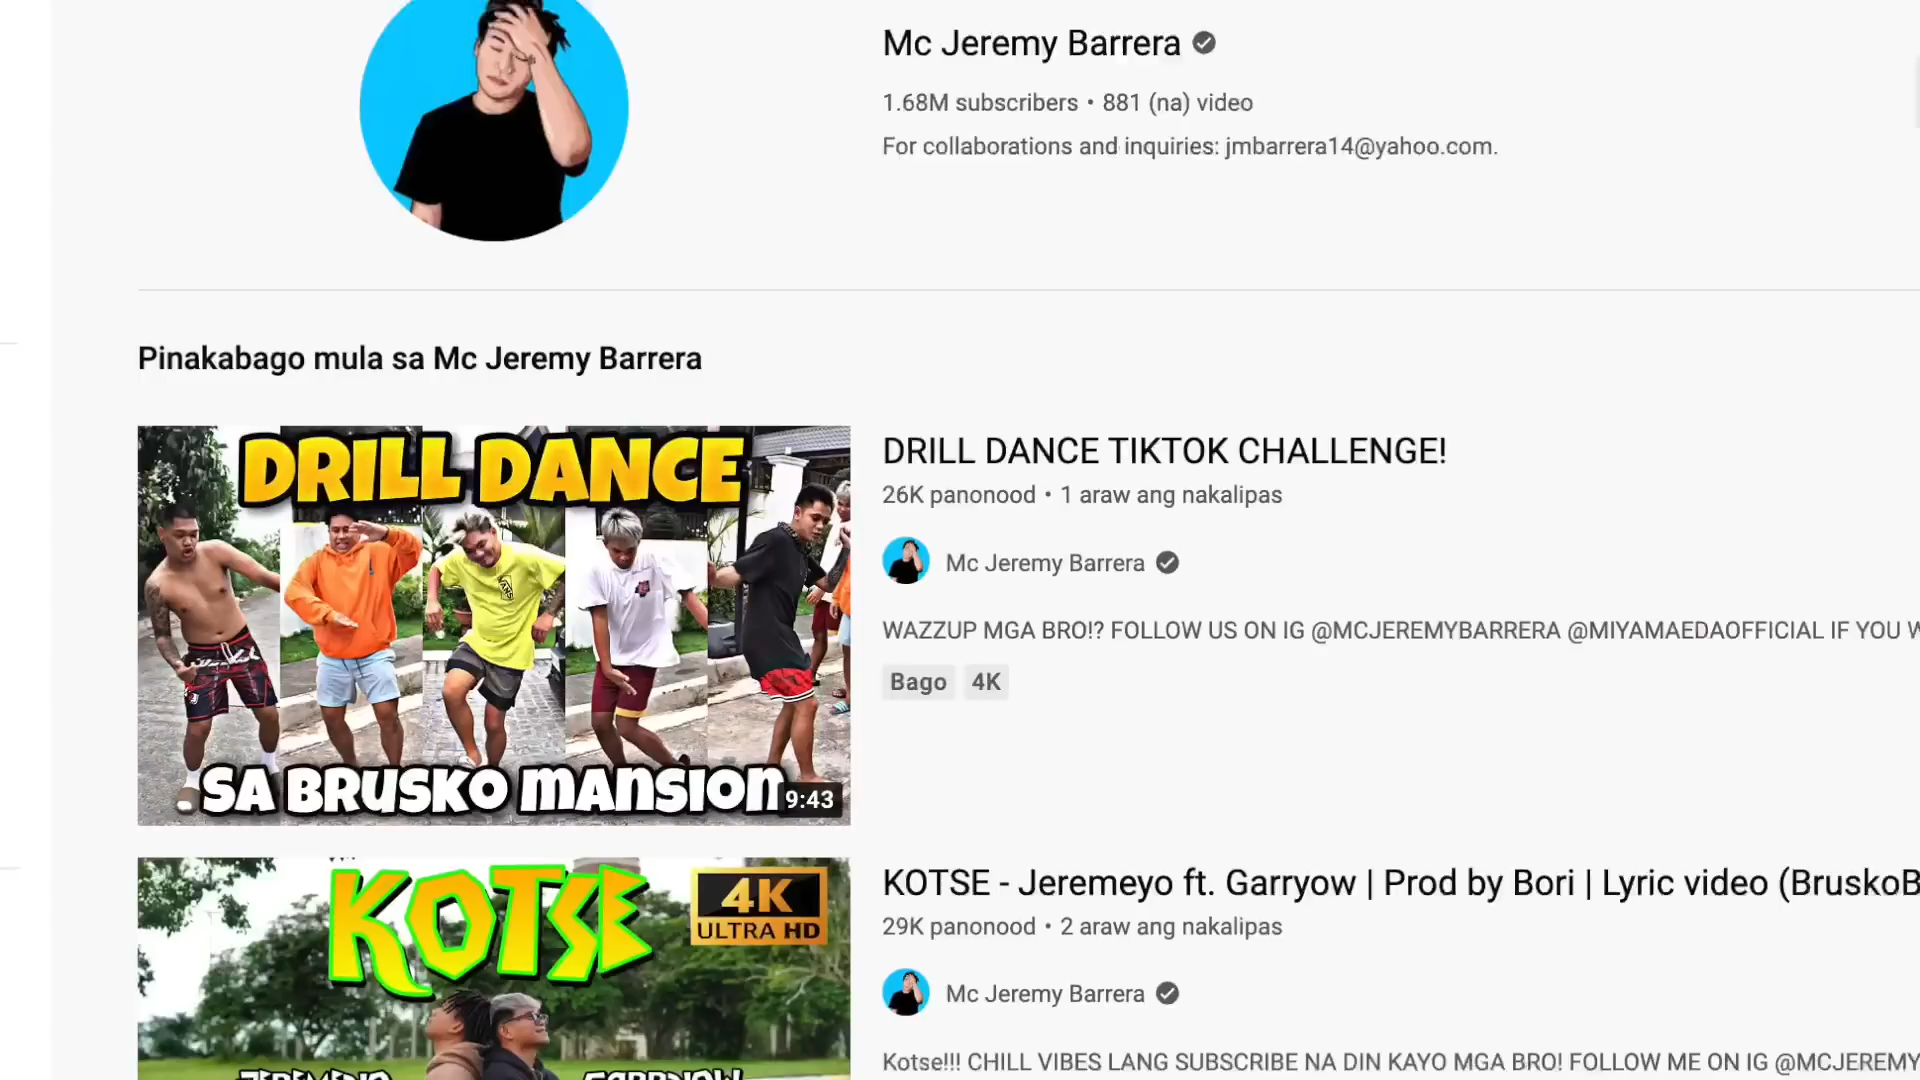 Mc Jeremy Barrera
1.68M subscribers • 881 (na) video
For collaborations and inquiries: jmbarrera14@yahoo.com.
Pinakabago mula sa Mc Jeremy Barrera
DRILL DANCE
SA BRUSKO MANSION
9:43
DRILL DANCE TIKTOK CHALLENGE!
26K panonood • 1 araw ang nakalipas
Mc Jeremy Barrera
WAZZUP MGA BRO!? FOLLOW US ON IG @MCJEREMYBARRERA @MIYAMAEDAOFFICIAL IF YOU
Bago 4K
KOTSE
4K
ULTRA HD
JEREMEYO GARRYOW
KOTSE - Jeremeyo ft. Garryow | Prod by Bori | Lyric video (BruskoB
29K panonood • 2 araw ang nakalipas
Mc Jeremy Barrera
Kotse!!! CHILL VIBES LANG SUBSCRIBE NA DIN KAYO MGA BRO! FOLLOW ME ON IG @MCJEREMY